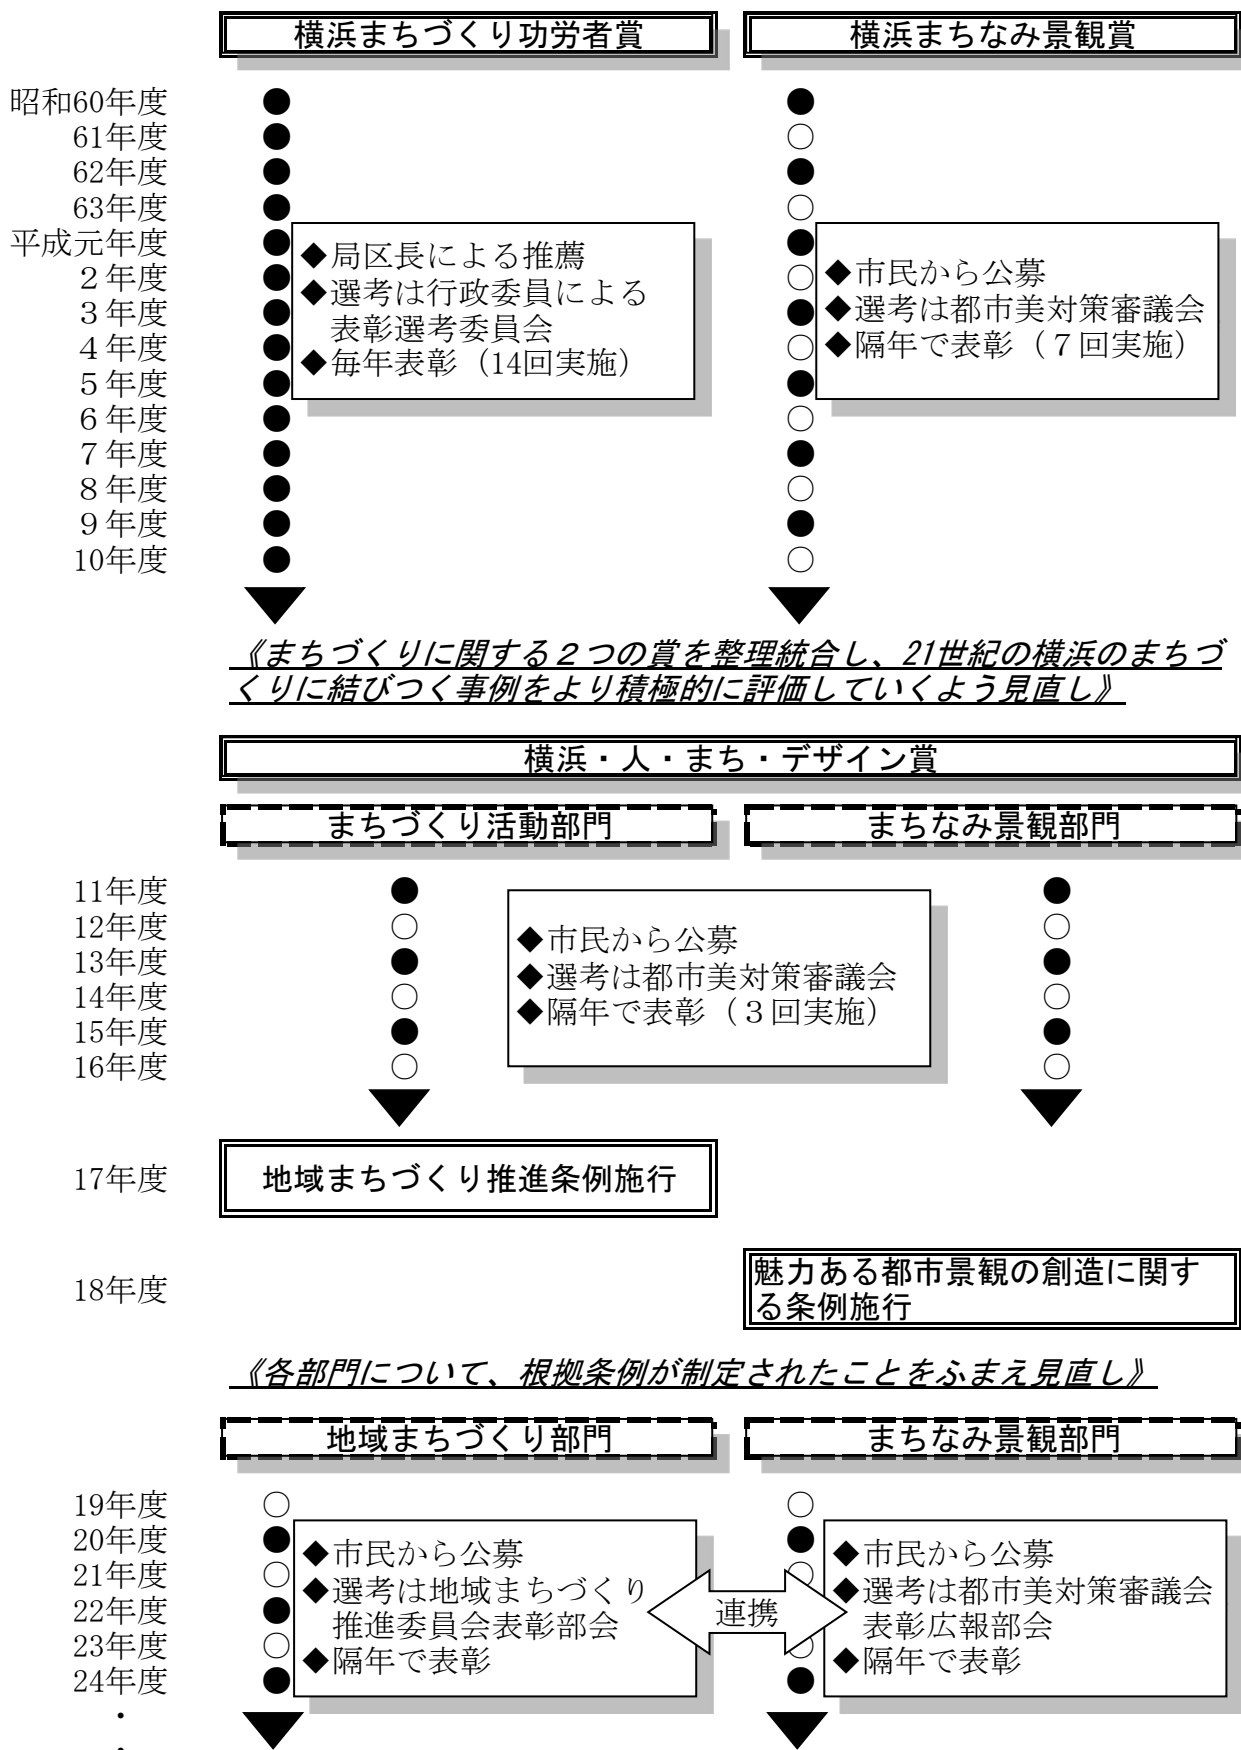 横浜まちづくり功労者賞
横浜まちなみ景観賞
昭和60年度
61年度
62年度
63年度
平成元年度
２年度
３年度
４年度
５年度
６年度
７年度
８年度
９年度
10年度
◆局区長による推薦
◆選考は行政委員による
表彰選考委員会
◆毎年表彰（14回実施）
◆市民から公募
◆選考は都市美対策審議会
◆隔年で表彰（７回実施）
《まちづくりに関する２つの賞を整理統合し、21世紀の横浜のまちづ
くりに結びつく事例をより積極的に評価していくよう見直し》
横浜・人・まち・デザイン賞
まちづくり活動部門
まちなみ景観部門
11年度
12年度
13年度
14年度
15年度
16年度
◆市民から公募
◆選考は都市美対策審議会
◆隔年で表彰（３回実施）
17年度
地域まちづくり推進条例施行
18年度
魅力ある都市景観の創造に関す
る条例施行
《各部門について、根拠条例が制定されたことをふまえ見直し》
地域まちづくり部門
まちなみ景観部門
19年度
20年度
21年度
22年度
23年度
24年度
・
・
◆市民から公募
◆選考は地域まちづくり
推進委員会表彰部会
◆隔年で表彰
連携
◆市民から公募
◆選考は都市美対策審議会
表彰広報部会
◆隔年で表彰